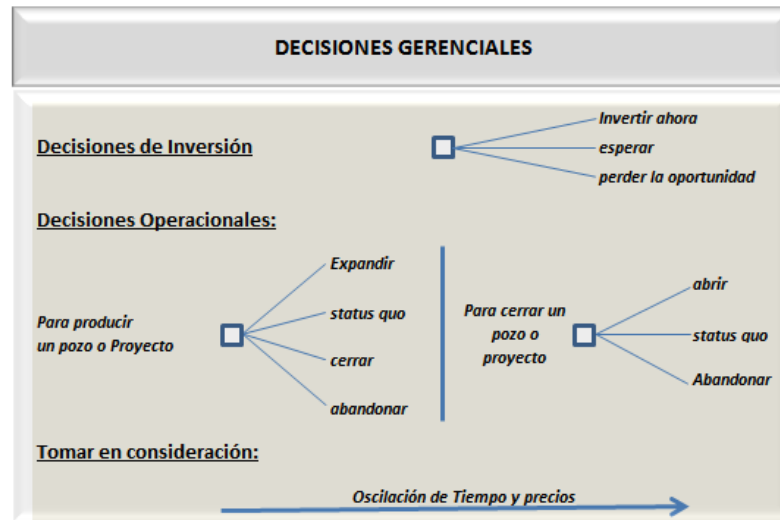 DECISIONES GERENCIALES
Decisiones de Inversión
Invertir ahora
esperar
perder la oportunidad
Decisiones Operacionales:
Para producir
un pozo o Proyecto
Expandir
status quo
cerrar
abandonar
Para cerrar un
pozo o
proyecto
abrir
status quo
Abandonar
Tomar en consideración:
Oscilación de Tiempo y precios